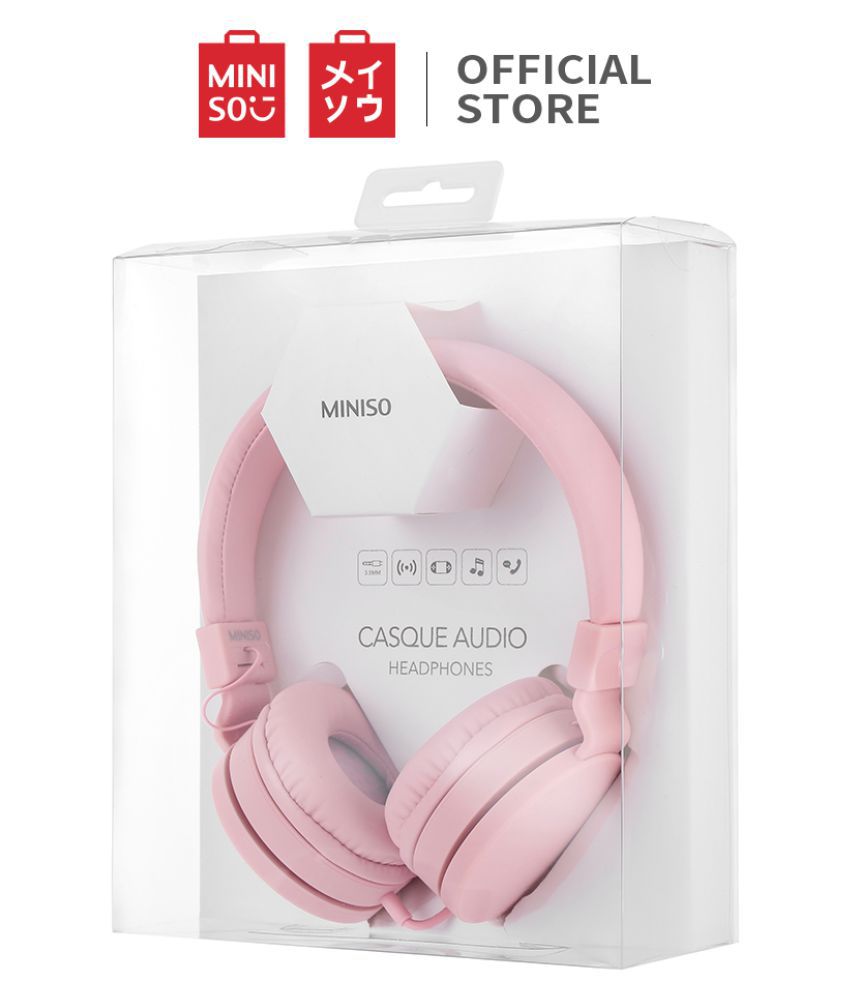 MINI
SO
メイ
ソウ
OFFICIAL
STORE
MINISO
3.5MM
MINISO
CASQUE AUDIO
HEADPHONES